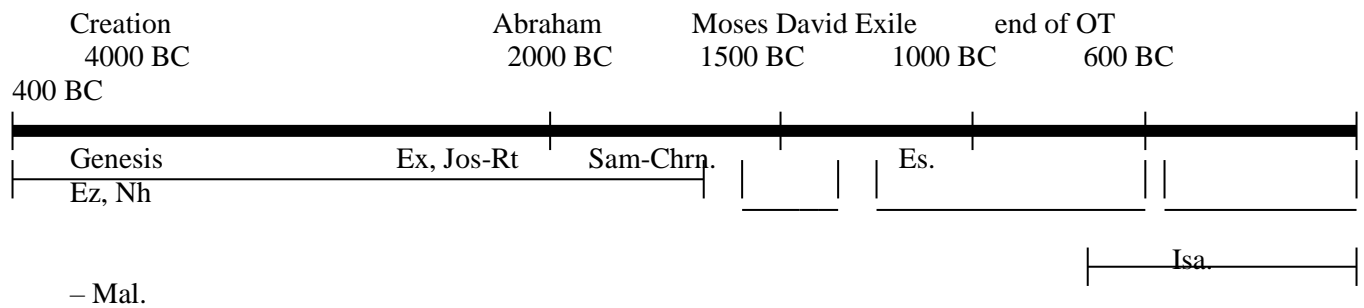 Creation Abraham Moses David Exile end of OT
4000 BC 2000 BC 1500 BC 1000 BC 600 BC
400 BC
Genesis Ex, Jos-Rt Sam-Chrn. Es.
Ez, Nh
Isa.
– Mal.